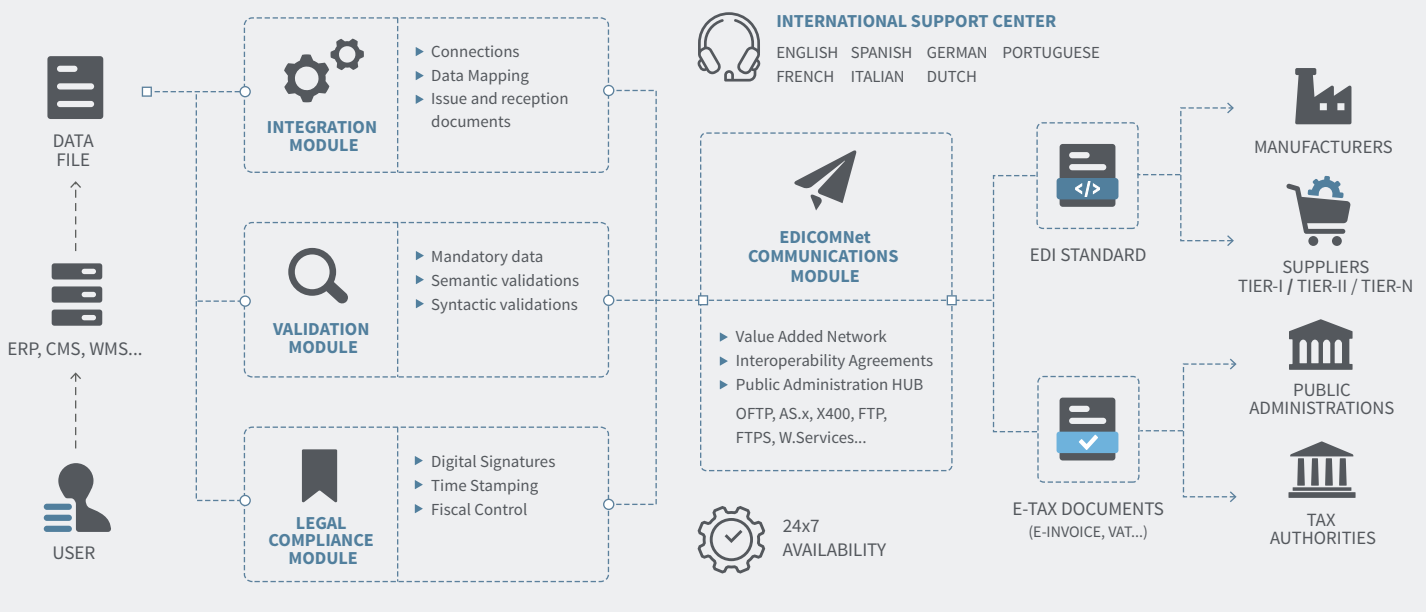 DATA
FILE
ERP, CMS, WMS...
USER
INTEGRATION
MODULE
Connections
Data Mapping
Issue and reception
documents
VALIDATION
MODULE
Mandatory data
Semantic validations
Syntactic validations
LEGAL
COMPLIANCE
MODULE
Digital Signatures
Time Stamping
Fiscal Control
INTERNATIONAL SUPPORT CENTER
ENGLISH SPANISH GERMAN PORTUGUESE
FRENCH ITALIAN DUTCH
EDICOMNet
COMMUNICATIONS
MODULE
Value Added Network
Interoperability Agreements
Public Administration HUB
OFTP, AS.x, X400, FTP,
FTPS, W.Services...
24x7
AVAILABILITY
</>
EDI STANDARD
E-TAX DOCUMENTS
(E-INVOICE, VAT...)
MANUFACTURERS
SUPPLIERS
TIER-I / TIER-II / TIER-N
PUBLIC
ADMINISTRATIONS
TAX
AUTHORITIES